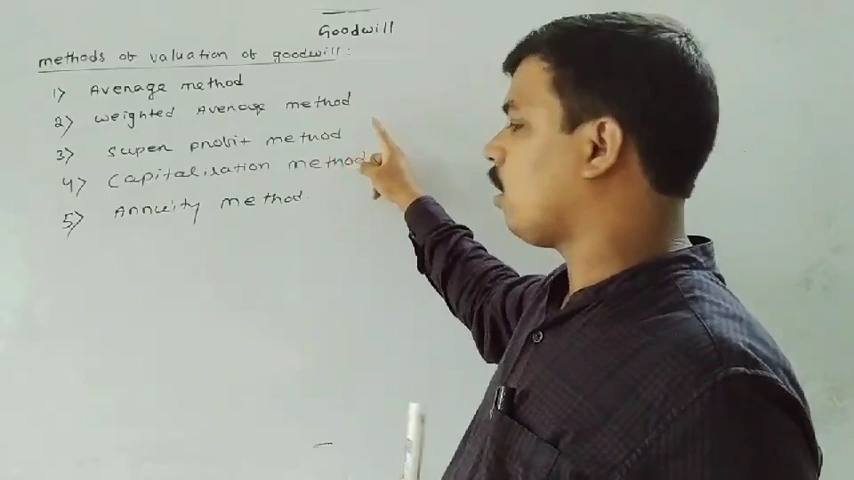 Goodwill
methods of valuation of goodwill:
1) Average method
2) weighted Average method
3) super profit method
4) Capitalisation method
5) Annuity method